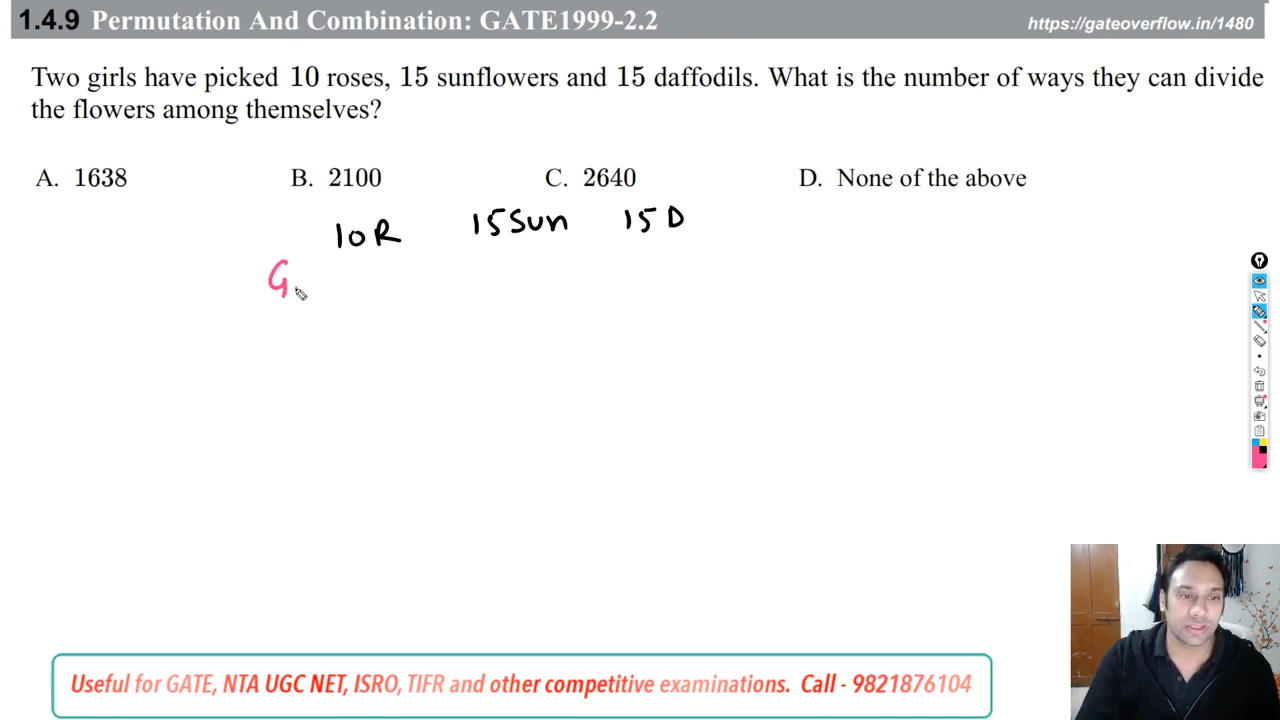 1.4.9 Permutation And Combination: GATE1999-2.2
https://gateoverflow.in/1480
Two girls have picked 10 roses, 15 sunflowers and 15 daffodils. What is the number of ways they can divide
the flowers among themselves?
A. 1638 B. 2100 C. 2640 D. None of the above
10R 15Sun 15D
G
Useful for GATE, NTA UGC NET, ISRO, TIFR and other competitive examinations. Call - 9821876104